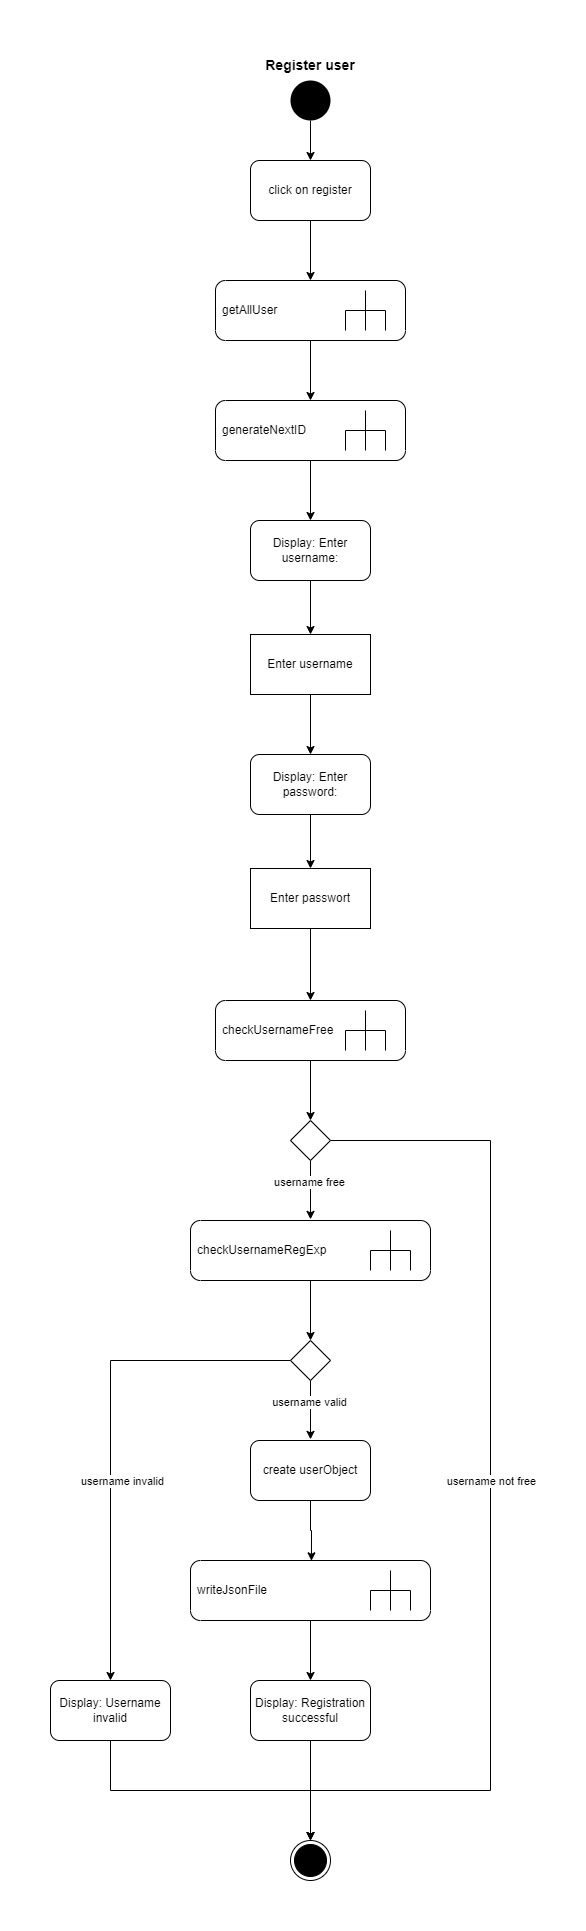 Register user
click on register
getAllUser
generateNextID
Display: Enter
username:
Enter username
Display: Enter
password:
Enter passwort
checkUsernameFree
username free
checkUsernameRegExp
username valid
create userObject
username invalid
username not free
writeJsonFile
Display: Username
invalid
Display: Registration
successful